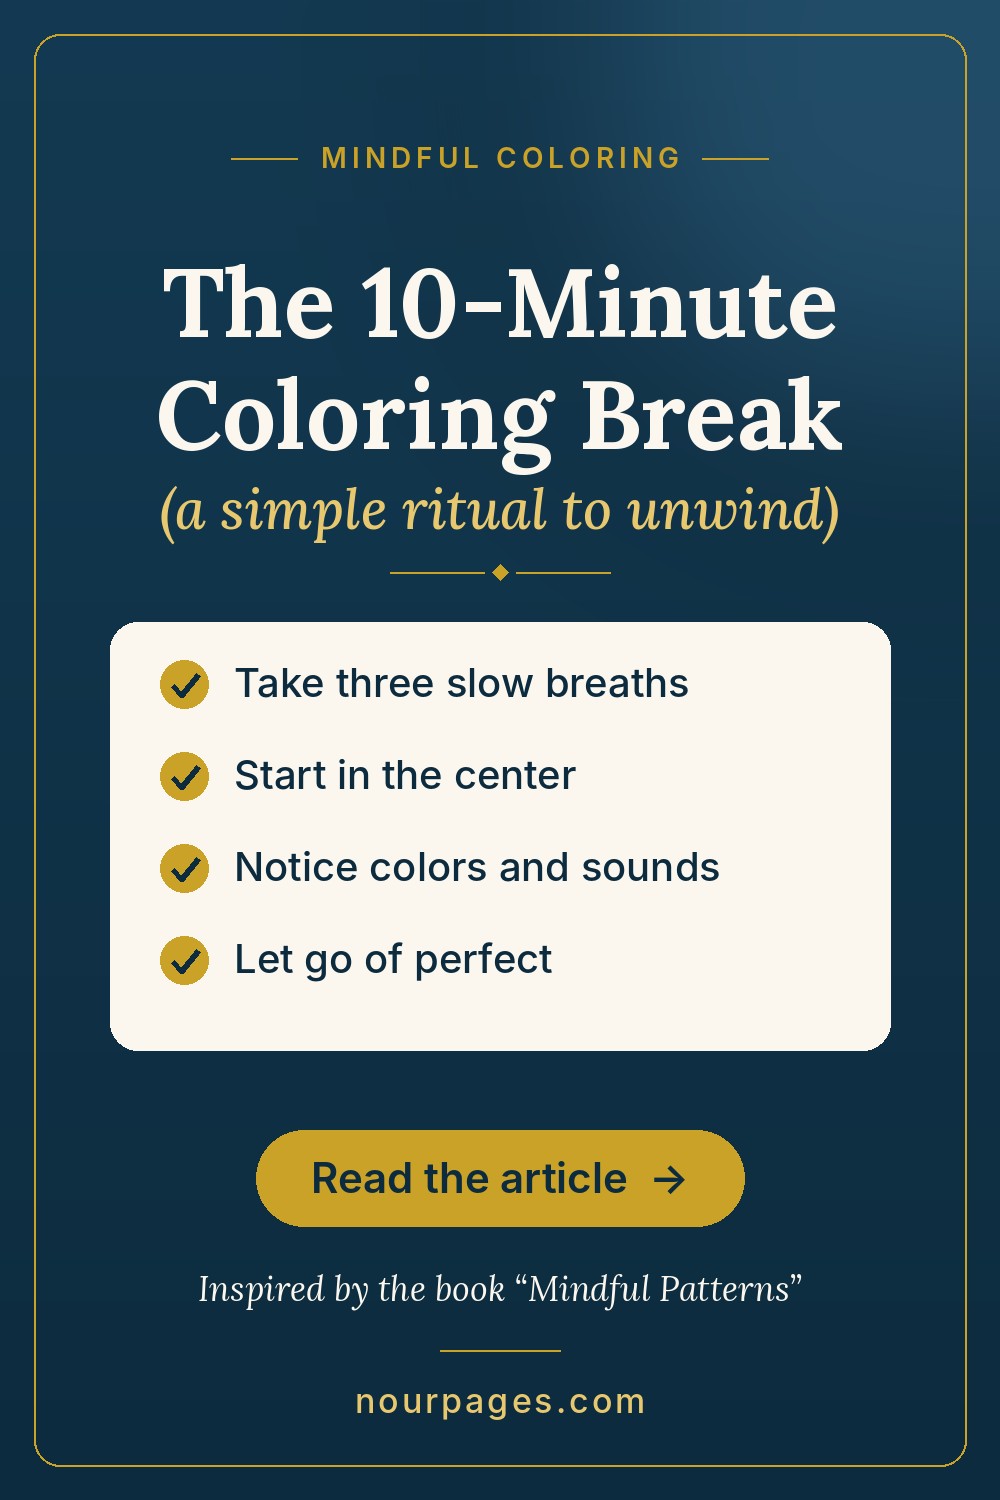 MINDFUL COLORING
The 10-Minute
Coloring Break
(a simple ritual to unwind)
Take three slow breaths
Start in the center
Notice colors and sounds
Let go of perfect
Read the article →
Inspired by the book “Mindful Patterns”
nourpages.com